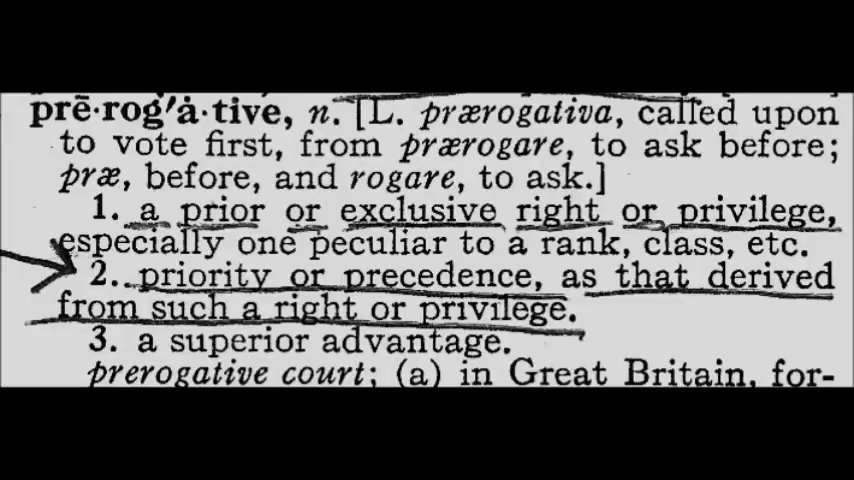 prē·rog′ȧ·tive, n. [L. prærogativa, called upon
to vote first, from prærogare, to ask before;
præ, before, and rogare, to ask.]
1. a prior or exclusive right or privilege,
especially one peculiar to a rank, class, etc.
2. priority or precedence, as that derived
from such a right or privilege.
3. a superior advantage.
prerogative court; (a) in Great Britain, for-